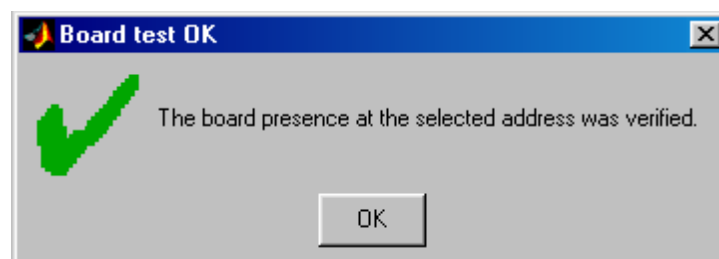 Board test OK
The board presence at the selected address was verified.
OK